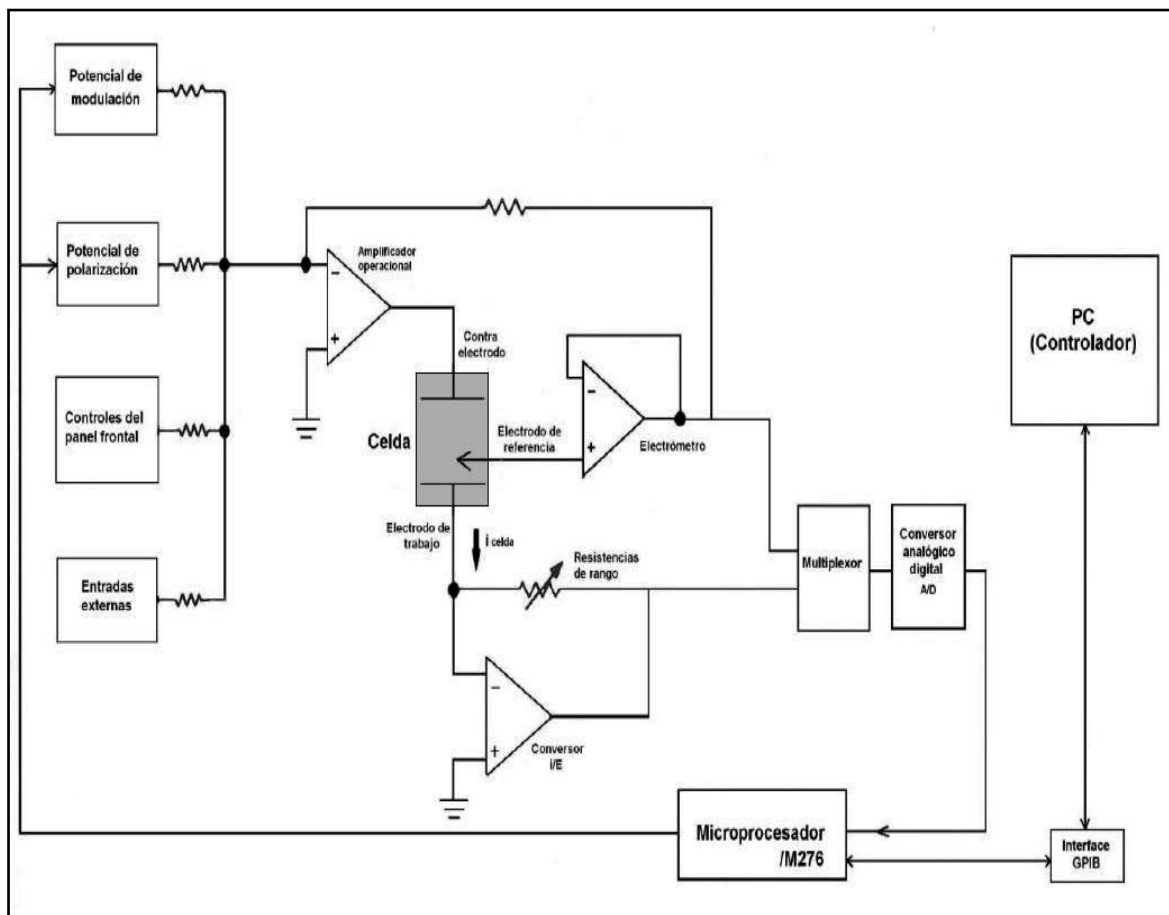 Potencial de
modulación
Potencial de
polarización
Controles del
panel frontal
Entradas
externas
Amplificador
operacional
-
+
Contra
electrodo
Celda
Electrodo de
referencia
-
+
Electrómetro
Electrodo de
trabajo
i celda
Resistencias
de rango
-
+
Conversor
i/E
Multiplexor
Conversor
analógico
digital
A/D
PC
(Controlador)
Microprocesador
/M276
Interface
GPIB